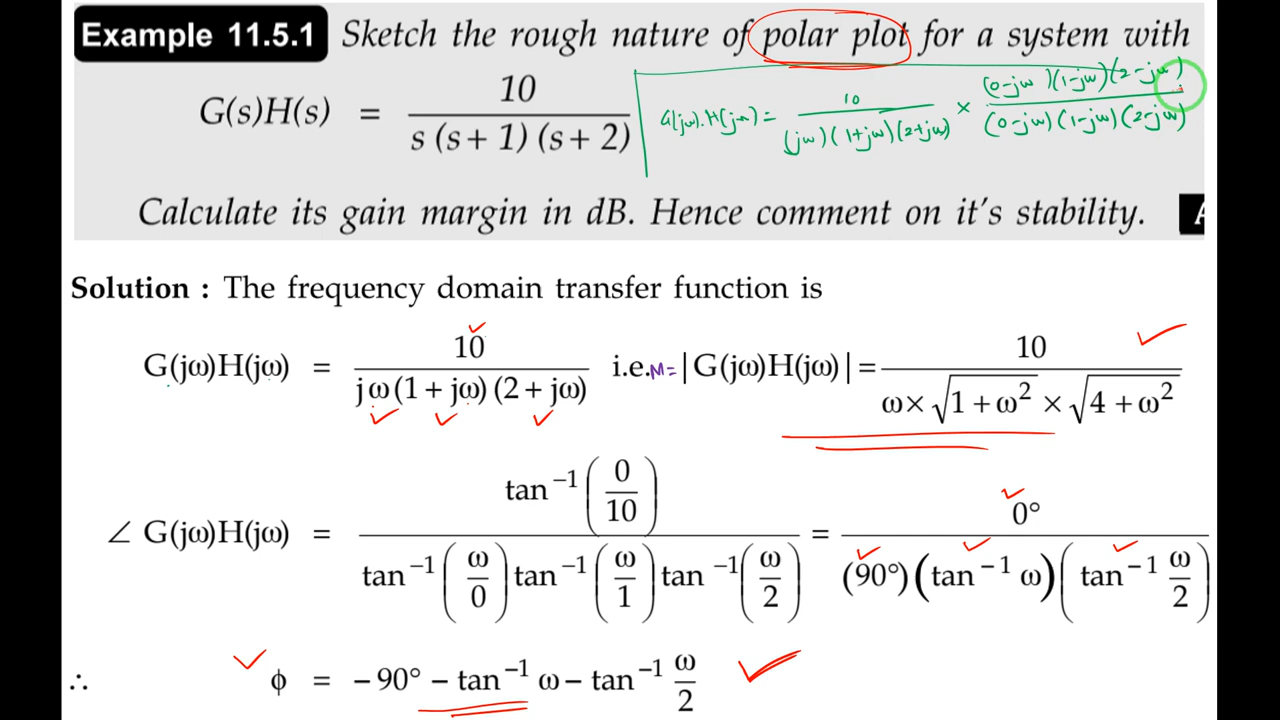 Example 11.5.1 Sketch the rough nature of polar plot for a system with
G(s)H(s) = 10 / s (s + 1) (s + 2)
G(jω).H(jω) = 10 / (jω)(1+jω)(2+jω) × (0-jω)(1-jω)(2-jω) / (0-jω)(1-jω)(2-jω)
Calculate its gain margin in dB. Hence comment on it's stability.
Solution : The frequency domain transfer function is
G(jω)H(jω) = 10 / jω (1 + jω) (2 + jω) i.e. M= |G(jω)H(jω)| = 10 / ω× √1 + ω² × √4 + ω²
∠ G(jω)H(jω) = tan⁻¹(0/10) / tan⁻¹(ω/0) tan⁻¹(ω/1) tan⁻¹(ω/2) = 0° / (90°)(tan⁻¹ ω)(tan⁻¹ ω/2)
∴ ϕ = – 90° – tan⁻¹ ω – tan⁻¹ ω/2